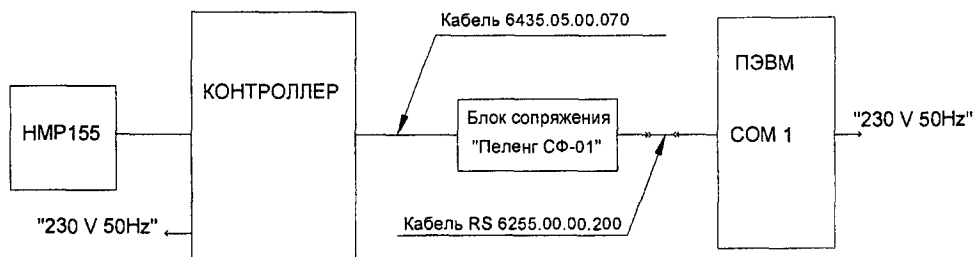 Кабель 6435.05.00.070
ПЭВМ
КОНТРОЛЛЕР
HMP155
Блок сопряжения
"Пеленг СФ-01"
COM 1
"230 V 50Hz"
"230 V 50Hz"
Кабель RS 6255.00.00.200